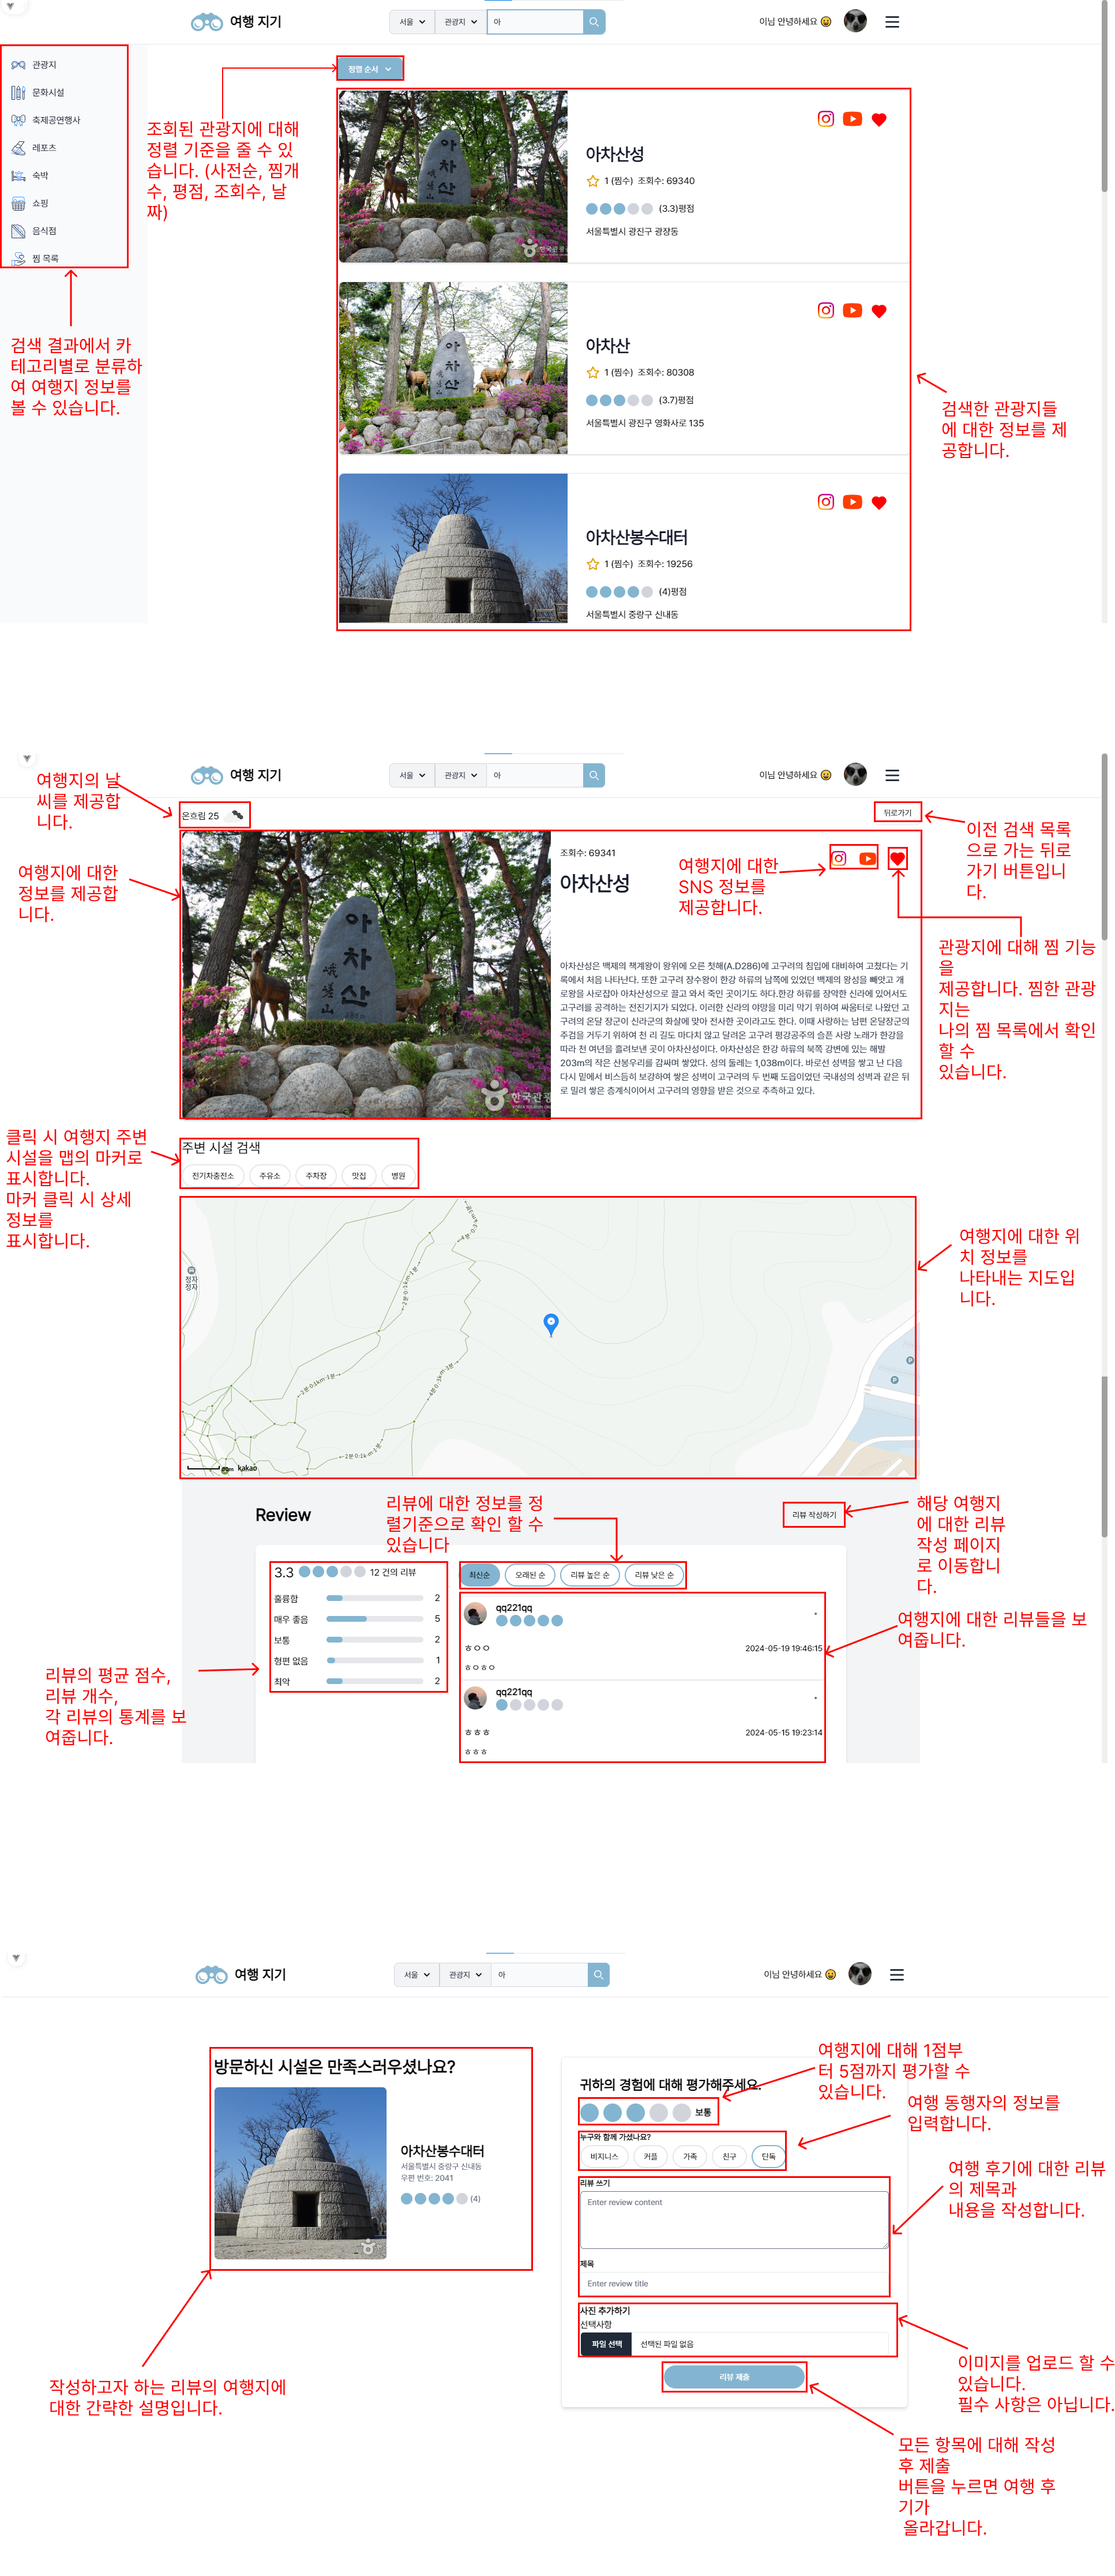 여행 지기
서울
관광지
아
이님 안녕하세요
관광지
문화시설
축제공연행사
레포츠
숙박
쇼핑
음식점
찜 목록
정렬 순서
조회된 관광지에 대해
정렬 기준을 줄 수 있
습니다. (사전순, 찜개
수, 평점, 조회수, 날
짜)
검색 결과에서 카
테고리별로 분류하
여 여행지 정보를
볼 수 있습니다.
아차산
아차산성
1 (찜수) 조회수: 69340
(3.3)평점
서울특별시 광진구 광장동
아차산
아차산
1 (찜수) 조회수: 80308
(3.7)평점
서울특별시 광진구 영화사로 135
아차산봉수대터
1 (찜수) 조회수: 19256
(4)평점
서울특별시 중랑구 신내동
검색한 관광지들
에 대한 정보를 제
공합니다.
여행 지기
서울
관광지
아
이님 안녕하세요
여행지의 날
씨를 제공합
니다.
온흐림 25
뒤로가기
이전 검색 목록
으로 가는 뒤로
가기 버튼입니
다.
여행지에 대한
정보를 제공합
니다.
아차산
조회수: 69341
아차산성
여행지에 대한
SNS 정보를
제공합니다.
관광지에 대해 찜 기능
을
제공합니다. 찜한 관광
지는
나의 찜 목록에서 확인
할 수
있습니다.
아차산성은 백제의 책계왕이 왕위에 오른 첫해(A.D286)에 고구려의 침입에 대비하여 고쳤다는 기
록에서 처음 나타난다. 또한 고구려 장수왕이 한강 하류의 남쪽에 있었던 백제의 왕성을 빼앗고 개
로왕을 사로잡아 아차산성으로 끌고 와서 죽인 곳이기도 하다.한강 하류를 장악한 신라에 있어서도
고구려를 공격하는 전진기지가 되었다. 이러한 신라의 야망을 미리 막기 위하여 싸움터로 나왔던 고
구려의 온달 장군이 신라군의 화살에 맞아 전사한 곳이라고도 한다. 이때 사랑하는 남편 온달장군의
주검을 거두기 위하여 천 리 길도 마다치 않고 달려온 고구려 평강공주의 슬픈 사랑 노래가 한강을
따라 천 여년을 흘려보낸 곳이 아차산성이다. 아차산성은 한강 하류의 북쪽 강변에 있는 해발
203m의 작은 산봉우리를 감싸며 쌓았다. 성의 둘레는 1,038m이다. 바로선 성벽을 쌓고 난 다음
다시 밑에서 비스듬히 보강하여 쌓은 성벽이 고구려의 두 번째 도읍이었던 국내성의 성벽과 같은 뒤
로 밀려 쌓은 층계식이어서 고구려의 영향을 받은 것으로 추측하고 있다.
클릭 시 여행지 주변
시설을 맵의 마커로
표시합니다.
마커 클릭 시 상세
정보를
표시합니다.
주변 시설 검색
전기차충전소
주유소
주차장
맛집
병원
정자
정자
P
P
kakao
여행지에 대한 위
치 정보를
나타내는 지도입
니다.
Review
리뷰에 대한 정보를 정
렬기준으로 확인 할 수
있습니다
리뷰 작성하기
해당 여행지
에 대한 리뷰
작성 페이지
로 이동합니
다.
3.3
12 건의 리뷰
훌륭함 2
매우 좋음 5
보통 2
형편 없음 1
최악 2
최신순
오래된 순
리뷰 높은 순
리뷰 낮은 순
qq221qq
ㅎㅇㅇ
2024-05-19 19:46:15
ㅎㅇㅎㅇ
qq221qq
ㅎㅎㅎ
2024-05-15 19:23:14
ㅎㅎㅎ
여행지에 대한 리뷰들을 보
여줍니다.
리뷰의 평균 점수,
리뷰 개수,
각 리뷰의 통계를 보
여줍니다.
여행 지기
서울
관광지
아
이님 안녕하세요
방문하신 시설은 만족스러우셨나요?
아차산봉수대터
서울특별시 중랑구 신내동
우편 번호: 2041
(4)
작성하고자 하는 리뷰의 여행지에
대한 간략한 설명입니다.
귀하의 경험에 대해 평가해주세요.
보통
여행지에 대해 1점부
터 5점까지 평가할 수
있습니다.
누구와 함께 가셨나요?
비지니스
커플
가족
친구
단독
여행 동행자의 정보를
입력합니다.
리뷰 쓰기
Enter review content
제목
Enter review title
여행 후기에 대한 리뷰
의 제목과
내용을 작성합니다.
사진 추가하기
선택사항
파일 선택
선택된 파일 없음
이미지를 업로드 할 수
있습니다.
필수 사항은 아닙니다.
리뷰 제출
모든 항목에 대해 작성
후 제출
버튼을 누르면 여행 후
기가
올라갑니다.